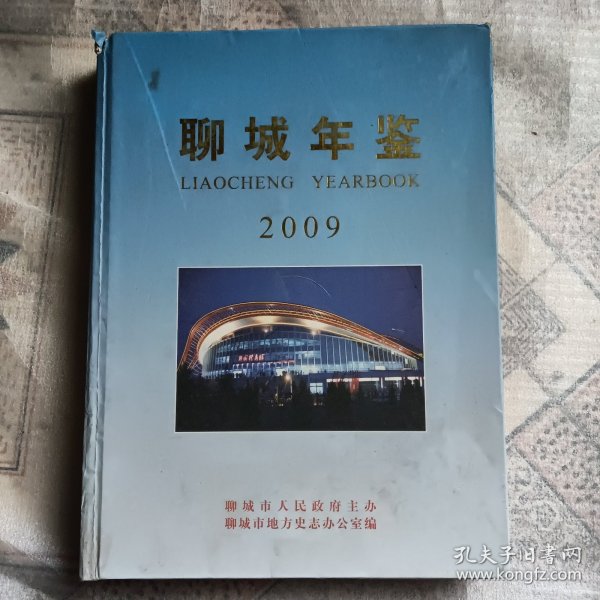 聊城年鉴
LIAOCHENG YEARBOOK
2009
聊城市人民政府主办
聊城市地方史志办公室编
孔夫子旧书网
www.kongfz.com